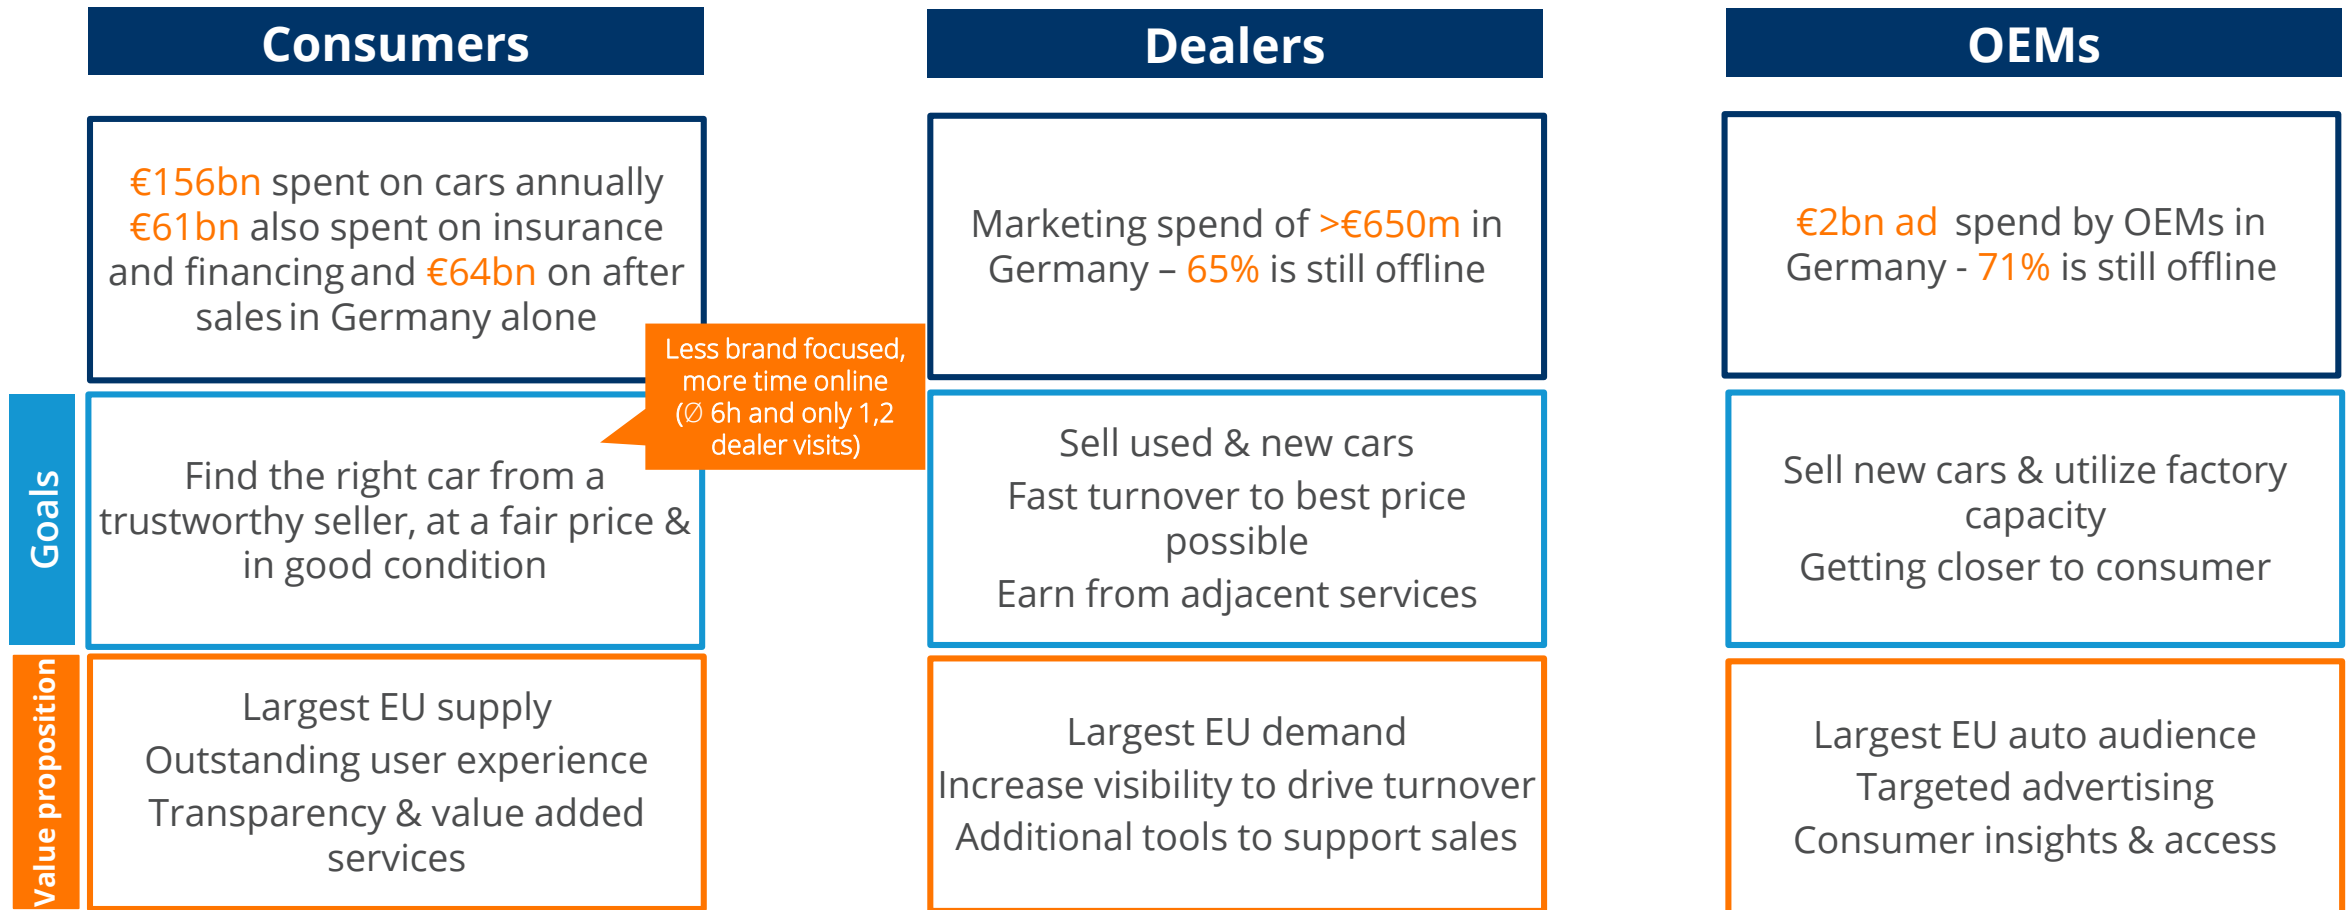 Consumers
€156bn spent on cars annually
€61bn also spent on insurance
and financing and €64bn on after
sales in Germany alone
Less brand focused,
more time online
(Ø 6h and only 1,2
dealer visits)
Goals
Find the right car from a
trustworthy seller, at a fair price &
in good condition
Value proposition
Largest EU supply
Outstanding user experience
Transparency & value added
services
Dealers
Marketing spend of >€650m in
Germany – 65% is still offline
Sell used & new cars
Fast turnover to best price
possible
Earn from adjacent services
Largest EU demand
Increase visibility to drive turnover
Additional tools to support sales
OEMs
€2bn ad spend by OEMs in
Germany - 71% is still offline
Sell new cars & utilize factory
capacity
Getting closer to consumer
Largest EU auto audience
Targeted advertising
Consumer insights & access